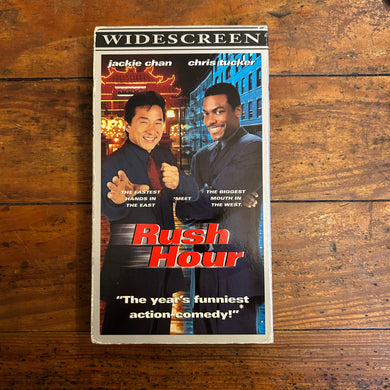 WIDESCREEN
jackie chan chris tucker
THE FASTEST HANDS IN THE EAST
MEET
THE BIGGEST MOUTH IN THE WEST.
Rush
Hour
"The year's funniest
action-comedy!"*